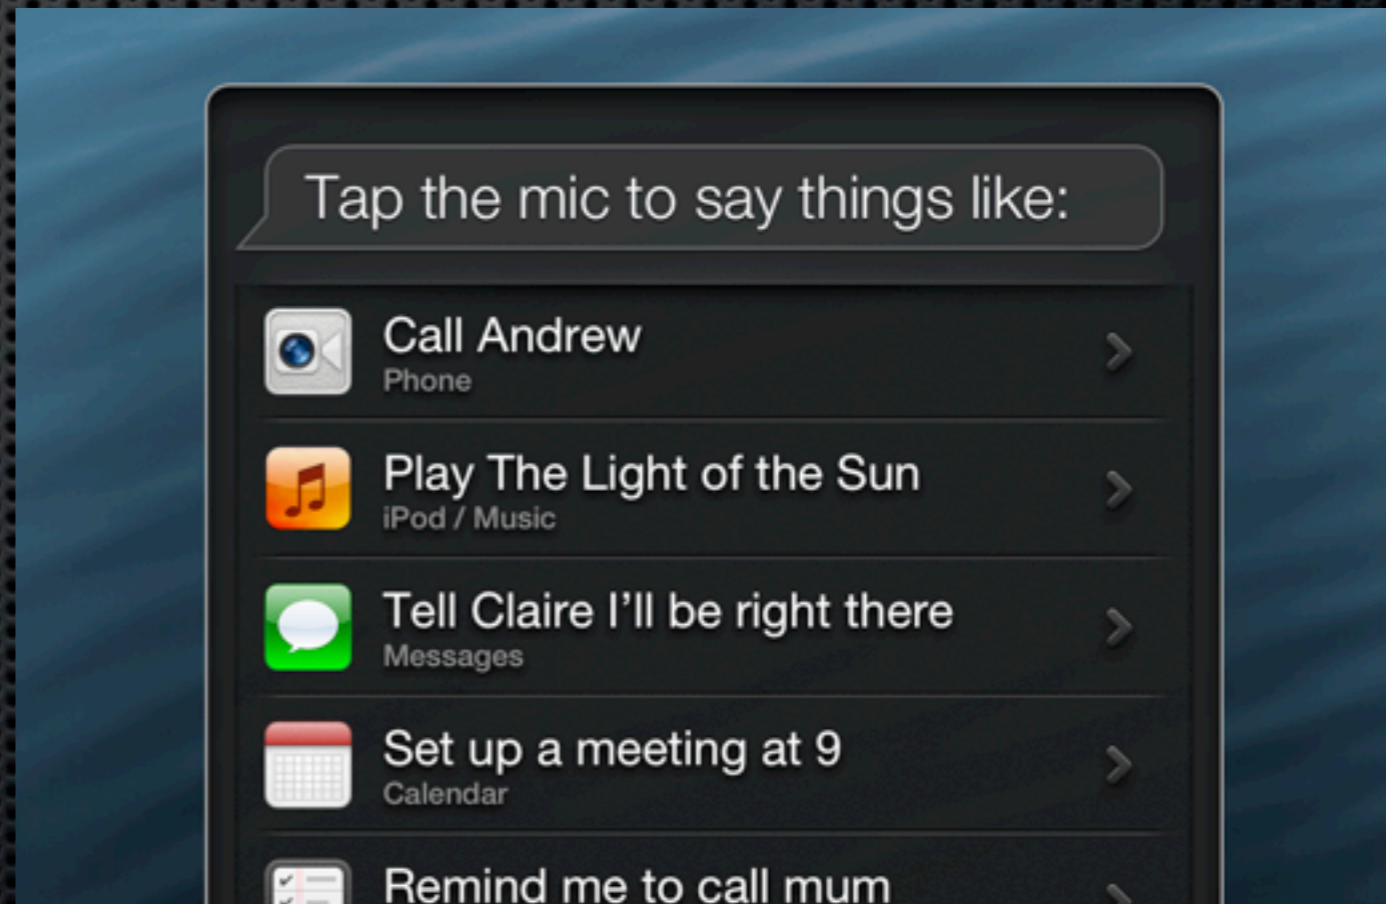 Tap the mic to say things like:
Call Andrew
Phone
Play The Light of the Sun
iPod / Music
Tell Claire I’ll be right there
Messages
Set up a meeting at 9
Calendar
Remind me to call mum